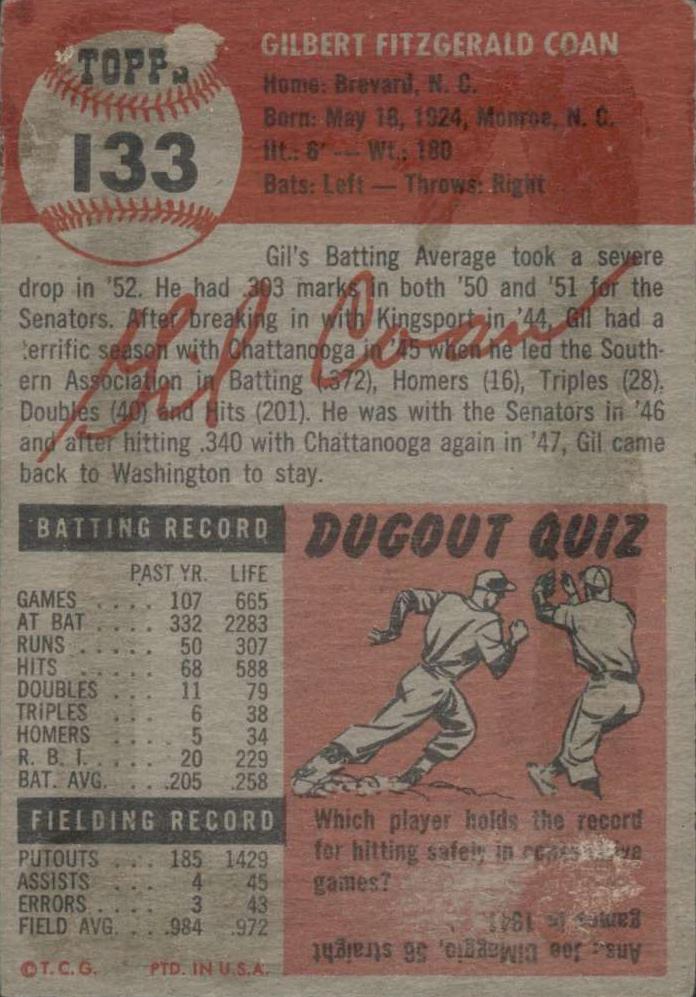 TOPPS
133
GILBERT FITZGERALD COAN
Home: Brevard, N. C.
Born: May 18, 1924, Monroe, N. C.
Ht.: 6' — Wt.: 180
Bats: Left — Throws: Right
Gil's Batting Average took a severe
drop in '52. He had .303 marks in both '50 and '51 for the
Senators. After breaking in with Kingsport in '44, Gil had a
terrific season with Chattanooga in '45 when he led the South-
ern Association in Batting (.372), Homers (16), Triples (28),
Doubles (40) and Hits (201). He was with the Senators in '46
and after hitting .340 with Chattanooga again in '47, Gil came
back to Washington to stay.
Gil Coan
BATTING RECORD
PAST YR. LIFE
GAMES .... 107 665
AT BAT .... 332 2283
RUNS ..... 50 307
HITS ..... 68 588
DOUBLES ... 11 79
TRIPLES ... 6 38
HOMERS .... 5 34
R. B. I. .... 20 229
BAT. AVG. ... .205 .258
FIELDING RECORD
PUTOUTS ... 185 1429
ASSISTS ... 4 45
ERRORS .... 3 43
FIELD AVG. .. .984 .972
©T.C.G. PTD. IN U.S.A.
DUGOUT QUIZ
Which player holds the record
for hitting safely in consecutive
games?
Ans.: Joe DiMaggio, 56 straight
games in 1941.